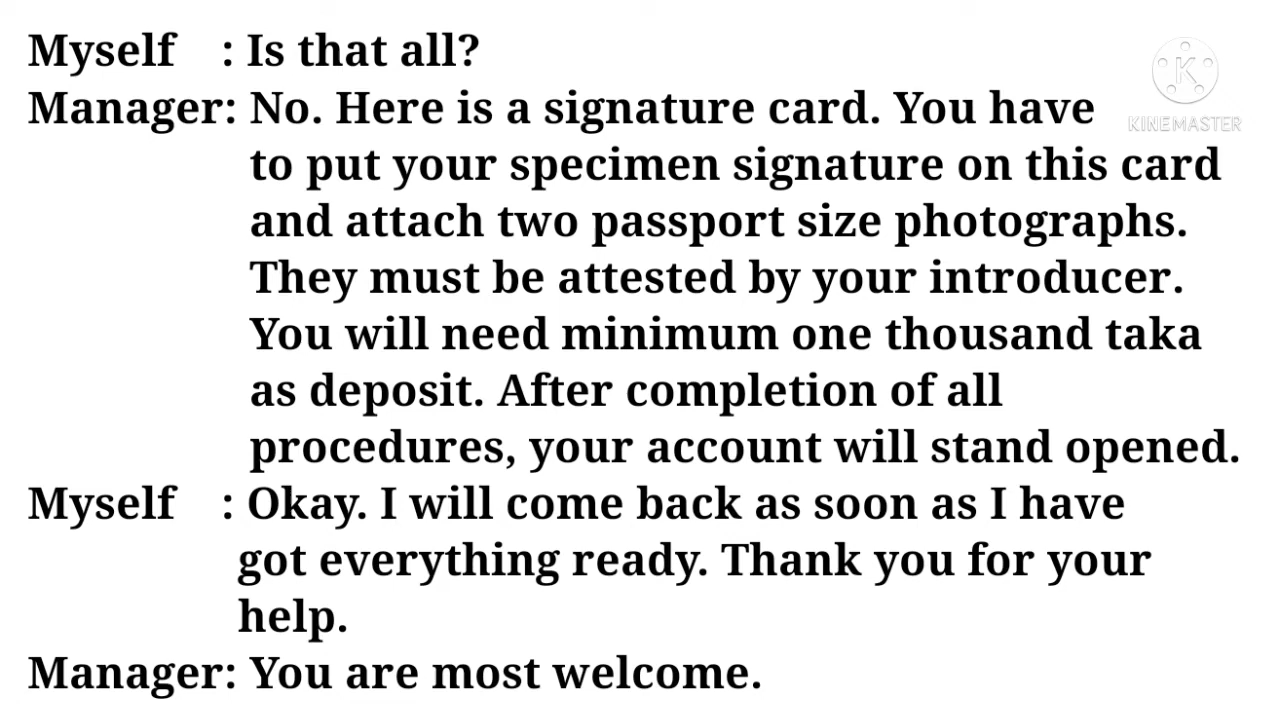 Myself : Is that all?
Manager: No. Here is a signature card. You have
to put your specimen signature on this card
and attach two passport size photographs.
They must be attested by your introducer.
You will need minimum one thousand taka
as deposit. After completion of all
procedures, your account will stand opened.
Myself : Okay. I will come back as soon as I have
got everything ready. Thank you for your
help.
Manager: You are most welcome.
K
KINEMASTER